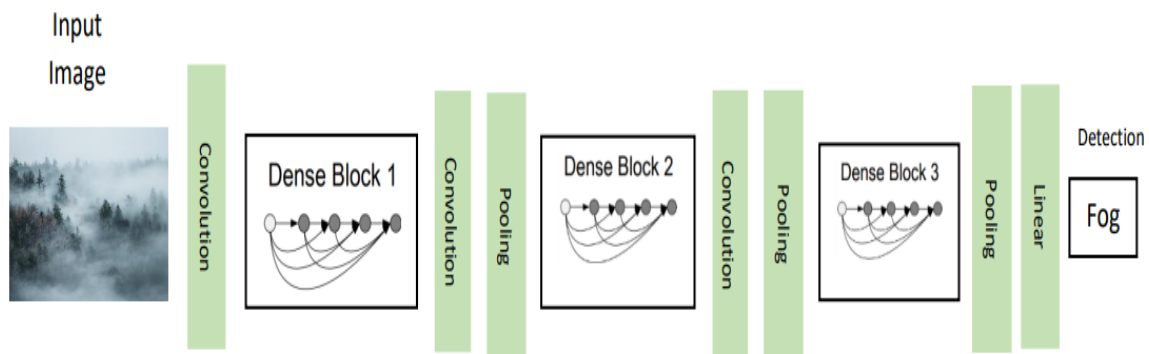 Input
Image
Convolution
Dense Block 1
Convolution
Pooling
Dense Block 2
Convolution
Pooling
Dense Block 3
Pooling
Linear
Detection
Fog